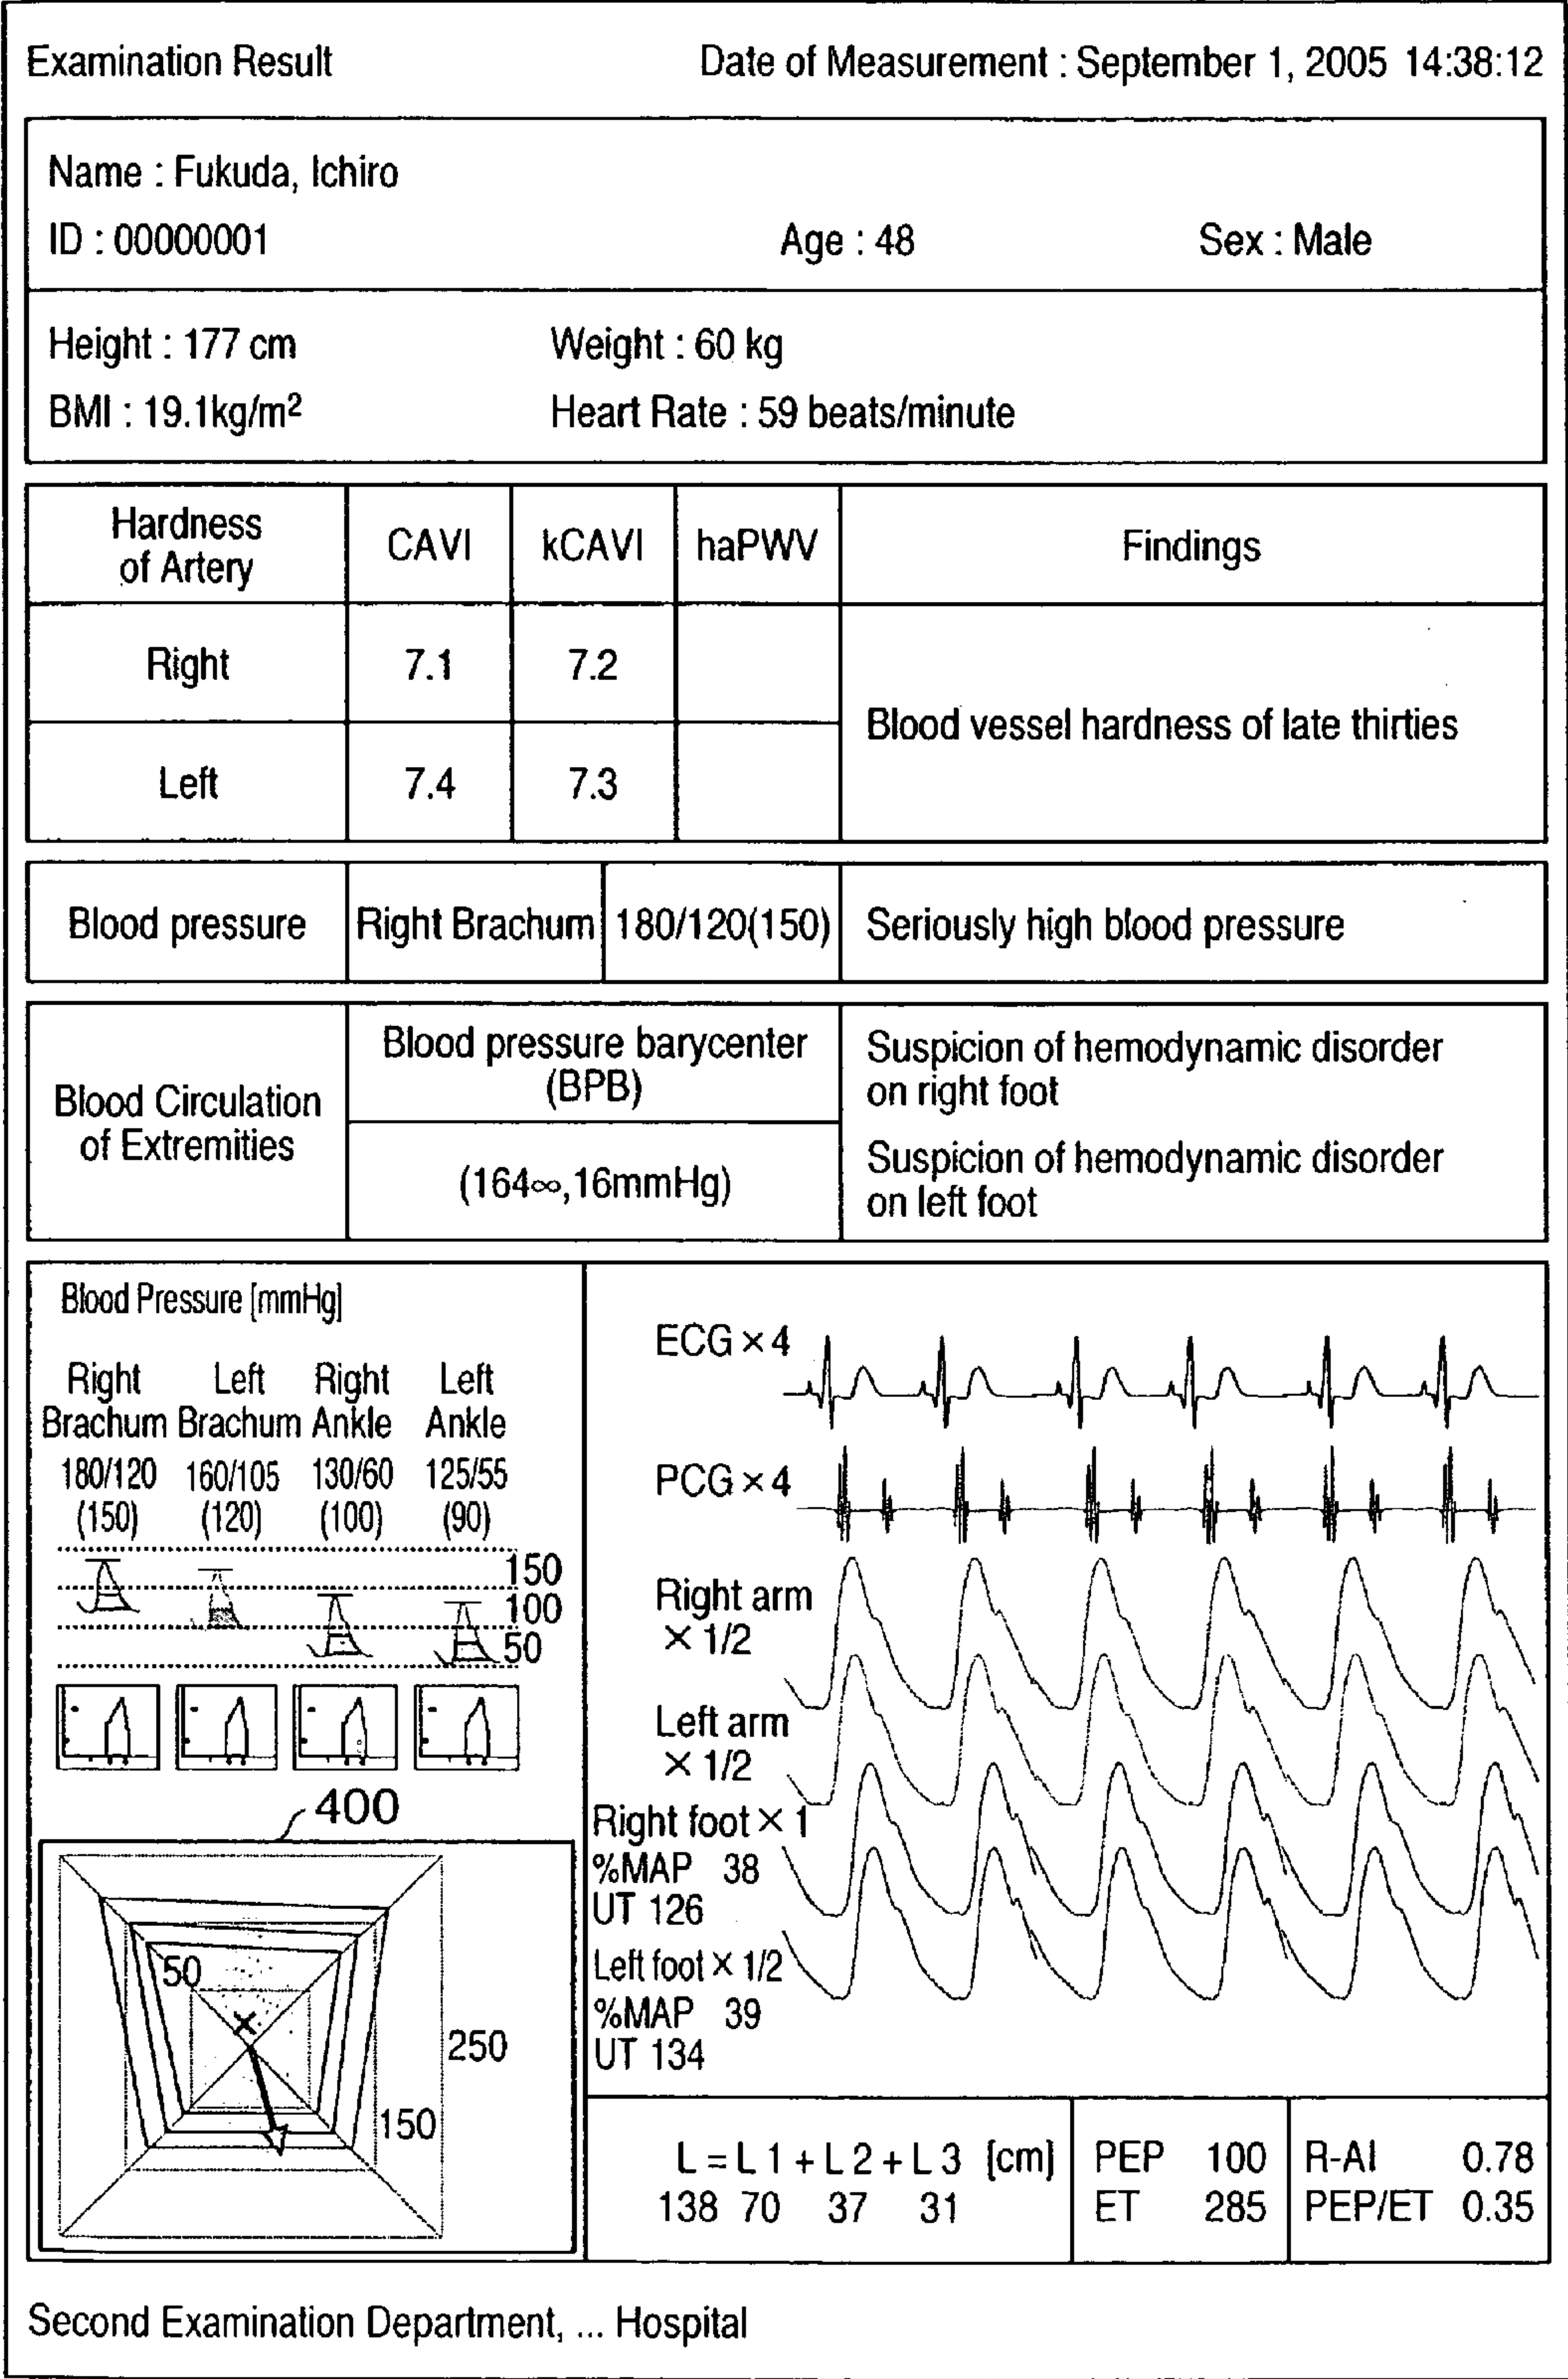 Examination Result
Date of Measurement : September 1, 2005 14:38:12
Name : Fukuda, Ichiro
ID : 00000001 Age : 48 Sex : Male
Height : 177 cm Weight : 60 kg
BMI : 19.1kg/m² Heart Rate : 59 beats/minute
Hardness
of Artery
CAVI
kCAVI
haPWV
Findings
Right
7.1
7.2
Left
7.4
7.3
Blood vessel hardness of late thirties
Blood pressure
Right Brachum
180/120(150)
Seriously high blood pressure
Blood Circulation
of Extremities
Blood pressure barycenter
(BPB)
(164∞,16mmHg)
Suspicion of hemodynamic disorder
on right foot
Suspicion of hemodynamic disorder
on left foot
Blood Pressure [mmHg]
Right Left Right Left
Brachum Brachum Ankle Ankle
180/120 160/105 130/60 125/55
(150) (120) (100) (90)
150
100
50
400
50
250
150
ECG × 4
PCG × 4
Right arm
× 1/2
Left arm
× 1/2
Right foot × 1
%MAP 38
UT 126
Left foot × 1/2
%MAP 39
UT 134
L = L 1 + L 2 + L 3 [cm]
138 70 37 31
PEP 100
ET 285
R-AI 0.78
PEP/ET 0.35
Second Examination Department, ... Hospital